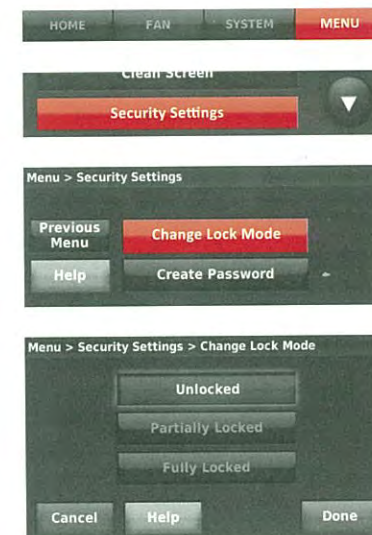 HOME FAN SYSTEM MENU
Clean Screen
Security Settings
Menu > Security Settings
Previous Menu
Change Lock Mode
Help
Create Password
Menu > Security Settings > Change Lock Mode
Unlocked
Partially Locked
Fully Locked
Cancel Help Done